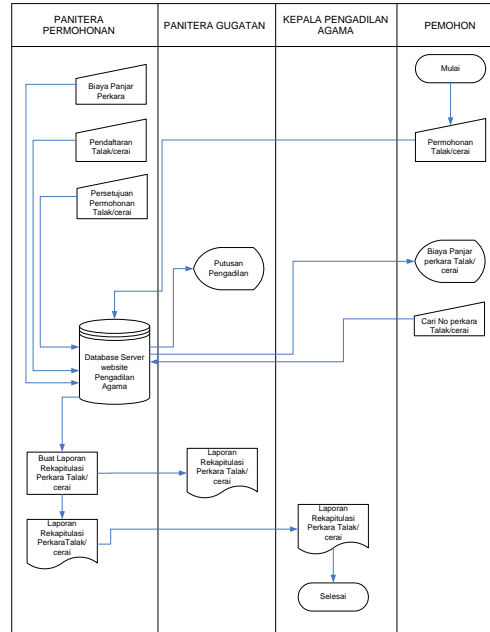 PANITERA
PERMOHONAN
PANITERA GUGATAN
KEPALA PENGADILAN
AGAMA
PEMOHON
Mulai
Biaya Panjar
Perkara
Pendaftaran
Talak/cerai
Permohonan
Talak/cerai
Persetujuan
Permohonan
Talak/cerai
Putusan
Pengadilan
Biaya Panjar
perkara Talak/
cerai
Cari No perkara
Talak/cerai
Database Server
website
Pengadilan
Agama
Buat Laporan
Rekapitulasi
Perkara Talak/
cerai
Laporan
Rekapitulasi
Perkara Talak/
cerai
Laporan
Rekapitulasi
PerkaraTalak/
cerai
Laporan
Rekapitulasi
Perkara Talak/
cerai
Selesai